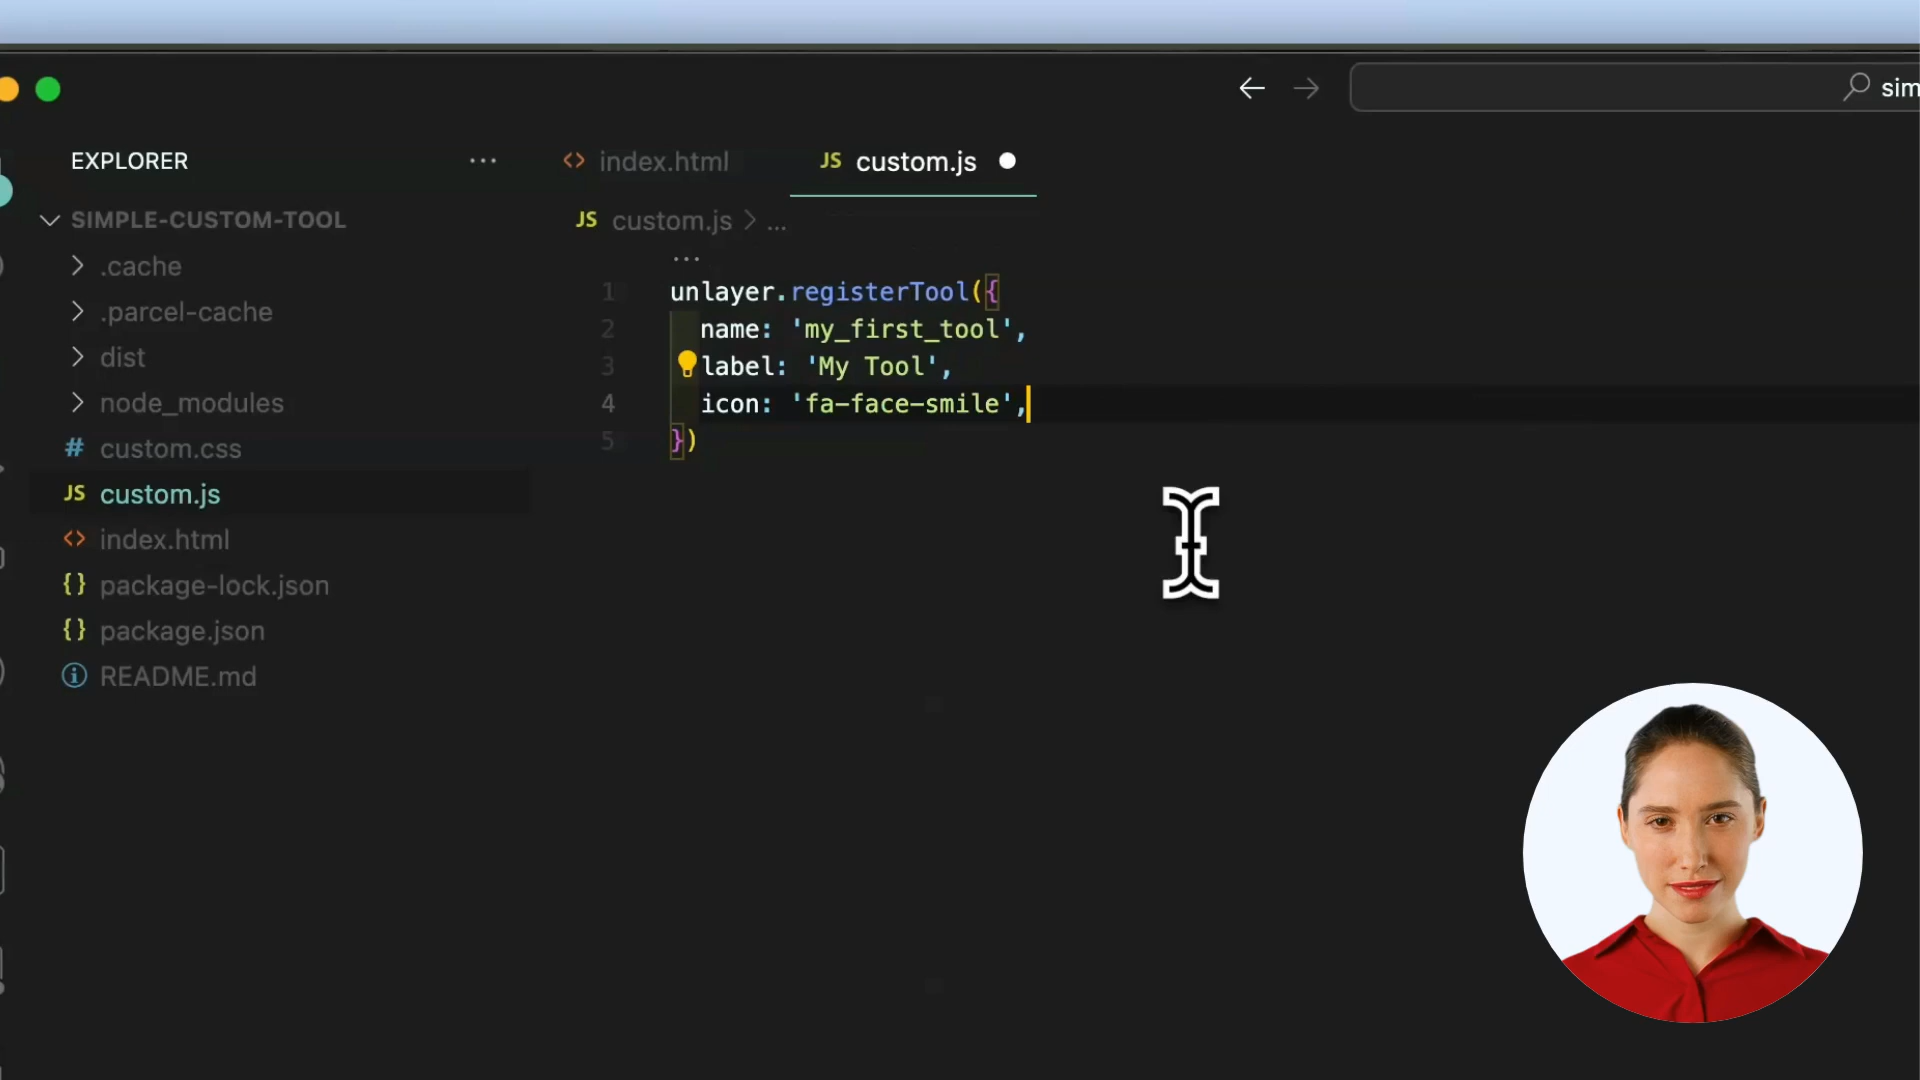 sim
EXPLORER
...
index.html
JS custom.js
SIMPLE-CUSTOM-TOOL
JS custom.js > ...
.cache
.parcel-cache
dist
node_modules
# custom.css
JS custom.js
index.html
{} package-lock.json
{} package.json
README.md
...
1 unlayer.registerTool({
2 name: 'my_first_tool',
3 label: 'My Tool',
4 icon: 'fa-face-smile',
5 })